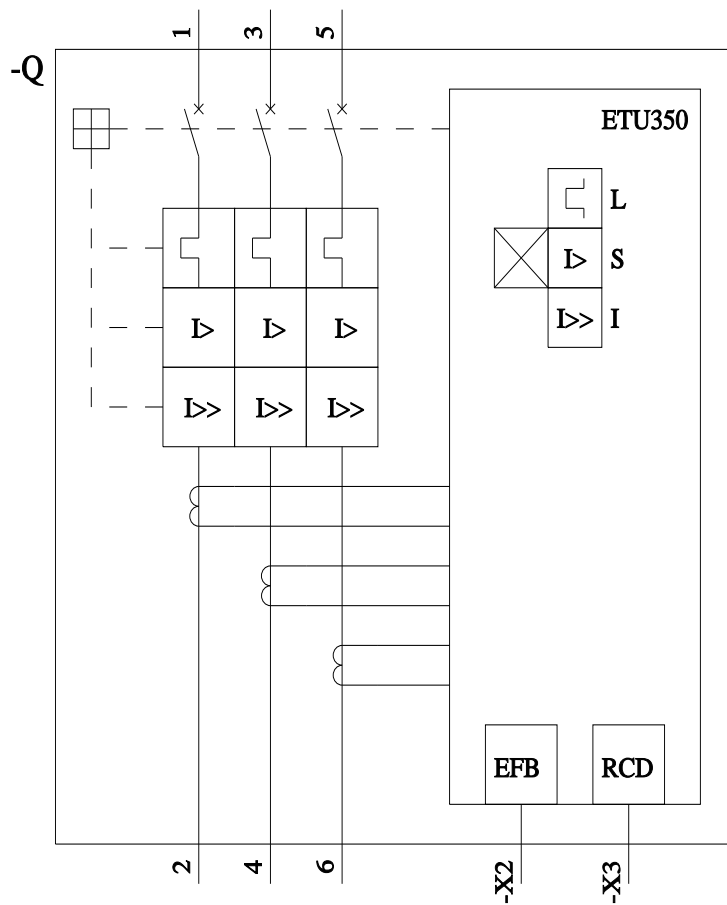 1 3 5
-Q
ETU350
L
I> S
I>> I
I> I> I>
I>> I>> I>>
EFB RCD
2 4 6 -X2 -X3